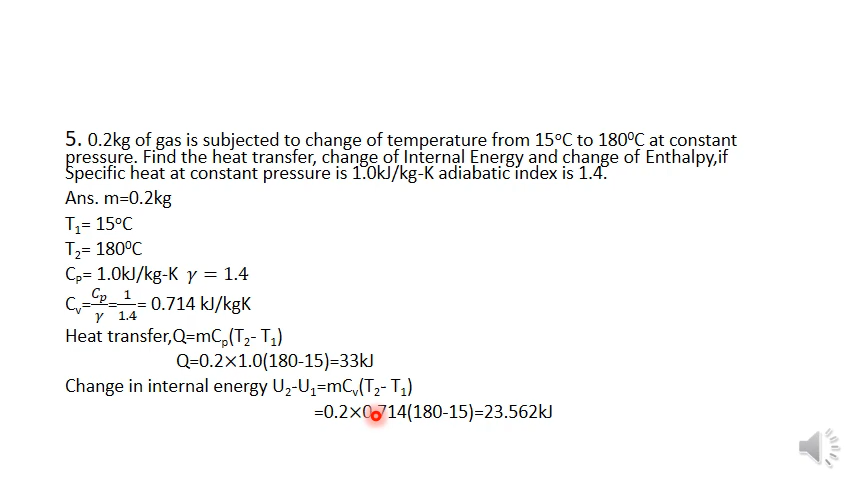 5. 0.2kg of gas is subjected to change of temperature from 15°C to 180⁰C at constant
pressure. Find the heat transfer, change of Internal Energy and change of Enthalpy,if
Specific heat at constant pressure is 1.0kJ/kg-K adiabatic index is 1.4.
Ans. m=0.2kg
T₁= 15°C
T₂= 180⁰C
Cₚ= 1.0kJ/kg-K γ = 1.4
Cᵥ=Cₚ/γ=1/1.4= 0.714 kJ/kgK
Heat transfer,Q=mCₚ(T₂- T₁)
Q=0.2×1.0(180-15)=33kJ
Change in internal energy U₂-U₁=mCᵥ(T₂- T₁)
=0.2×0.714(180-15)=23.562kJ